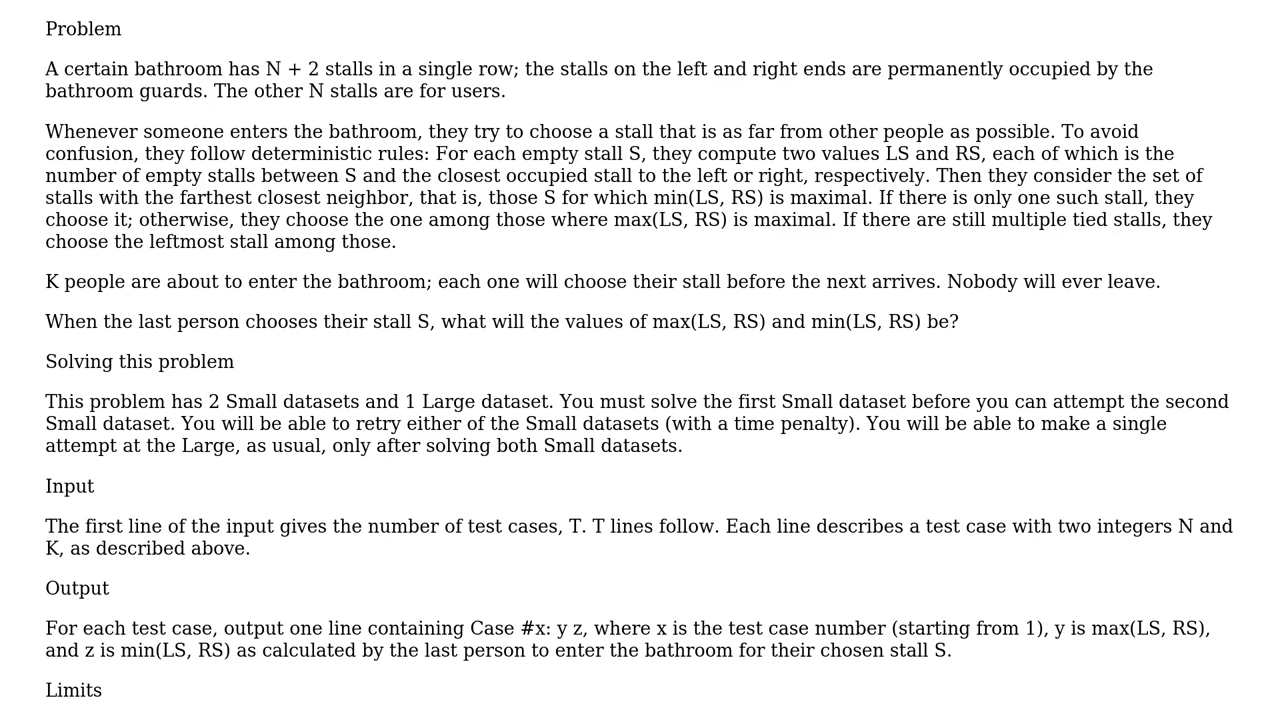 Problem
A certain bathroom has N + 2 stalls in a single row; the stalls on the left and right ends are permanently occupied by the
bathroom guards. The other N stalls are for users.
Whenever someone enters the bathroom, they try to choose a stall that is as far from other people as possible. To avoid
confusion, they follow deterministic rules: For each empty stall S, they compute two values LS and RS, each of which is the
number of empty stalls between S and the closest occupied stall to the left or right, respectively. Then they consider the set of
stalls with the farthest closest neighbor, that is, those S for which min(LS, RS) is maximal. If there is only one such stall, they
choose it; otherwise, they choose the one among those where max(LS, RS) is maximal. If there are still multiple tied stalls, they
choose the leftmost stall among those.
K people are about to enter the bathroom; each one will choose their stall before the next arrives. Nobody will ever leave.
When the last person chooses their stall S, what will the values of max(LS, RS) and min(LS, RS) be?
Solving this problem
This problem has 2 Small datasets and 1 Large dataset. You must solve the first Small dataset before you can attempt the second
Small dataset. You will be able to retry either of the Small datasets (with a time penalty). You will be able to make a single
attempt at the Large, as usual, only after solving both Small datasets.
Input
The first line of the input gives the number of test cases, T. T lines follow. Each line describes a test case with two integers N and
K, as described above.
Output
For each test case, output one line containing Case #x: y z, where x is the test case number (starting from 1), y is max(LS, RS),
and z is min(LS, RS) as calculated by the last person to enter the bathroom for their chosen stall S.
Limits